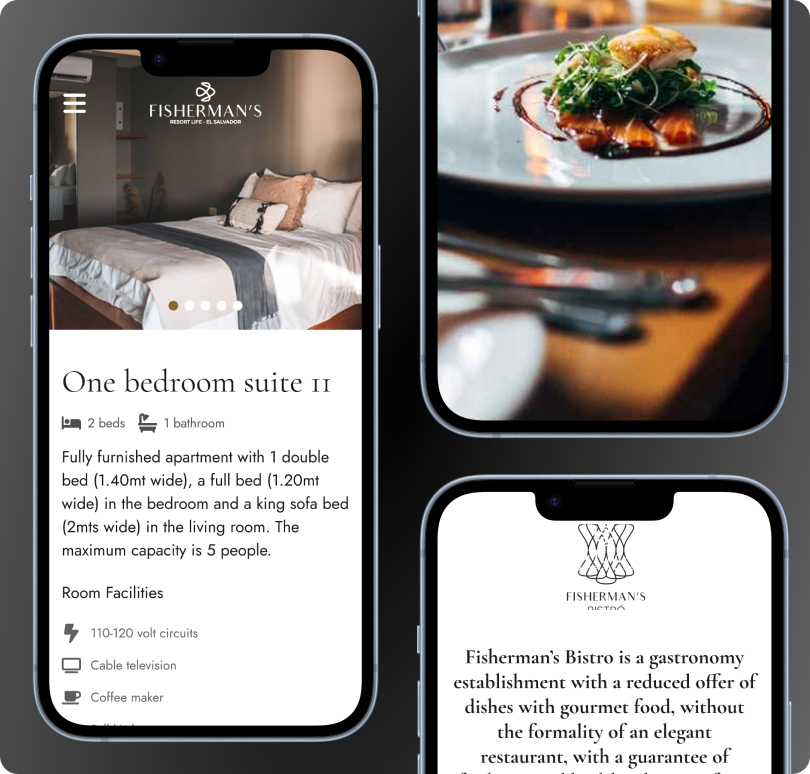 FISHERMAN'S
RESORT LIFE - EL SALVADOR
One bedroom suite 11
2 beds 1 bathroom
Fully furnished apartment with 1 double
bed (1.40mt wide), a full bed (1.20mt
wide) in the bedroom and a king sofa bed
(2mts wide) in the living room. The
maximum capacity is 5 people.
Room Facilities
110-120 volt circuits
Cable television
Coffee maker
FISHERMAN'S
BISTRÓ
Fisherman's Bistro is a gastronomy
establishment with a reduced offer of
dishes with gourmet food, without
the formality of an elegant
restaurant, with a guarantee of